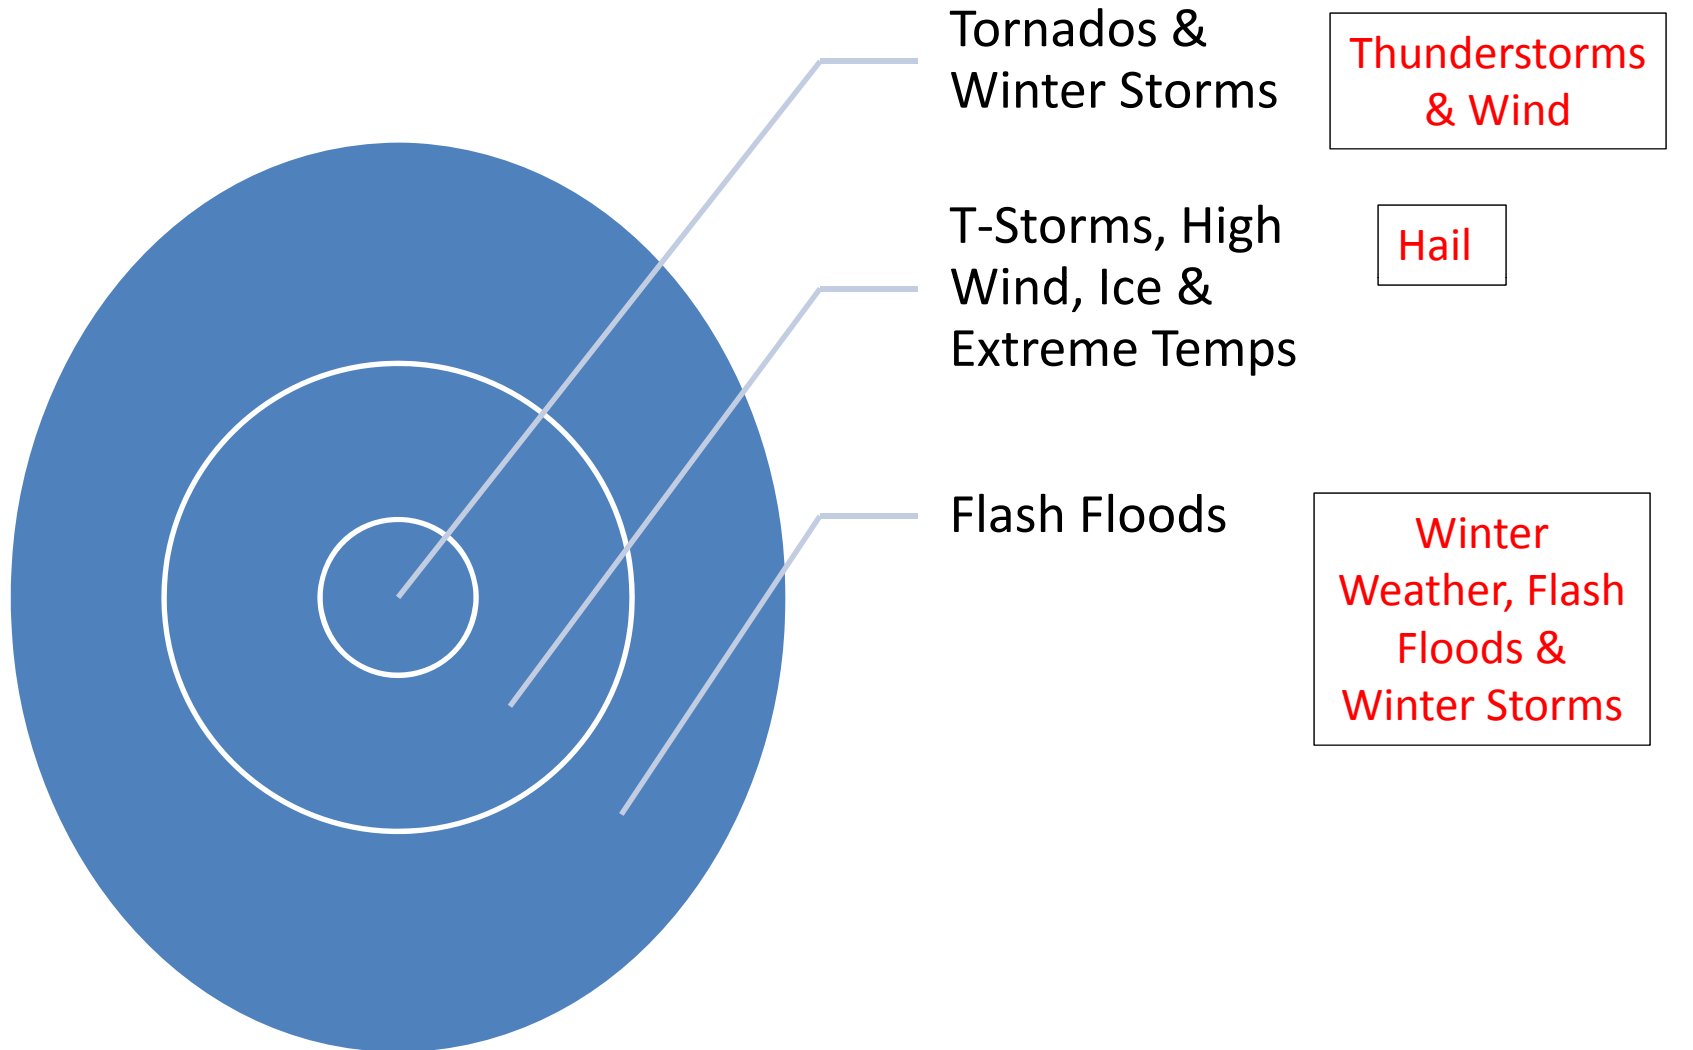 Tornados &
Winter Storms
Thunderstorms
& Wind
T-Storms, High
Wind, Ice &
Extreme Temps
Hail
Flash Floods
Winter
Weather, Flash
Floods &
Winter Storms